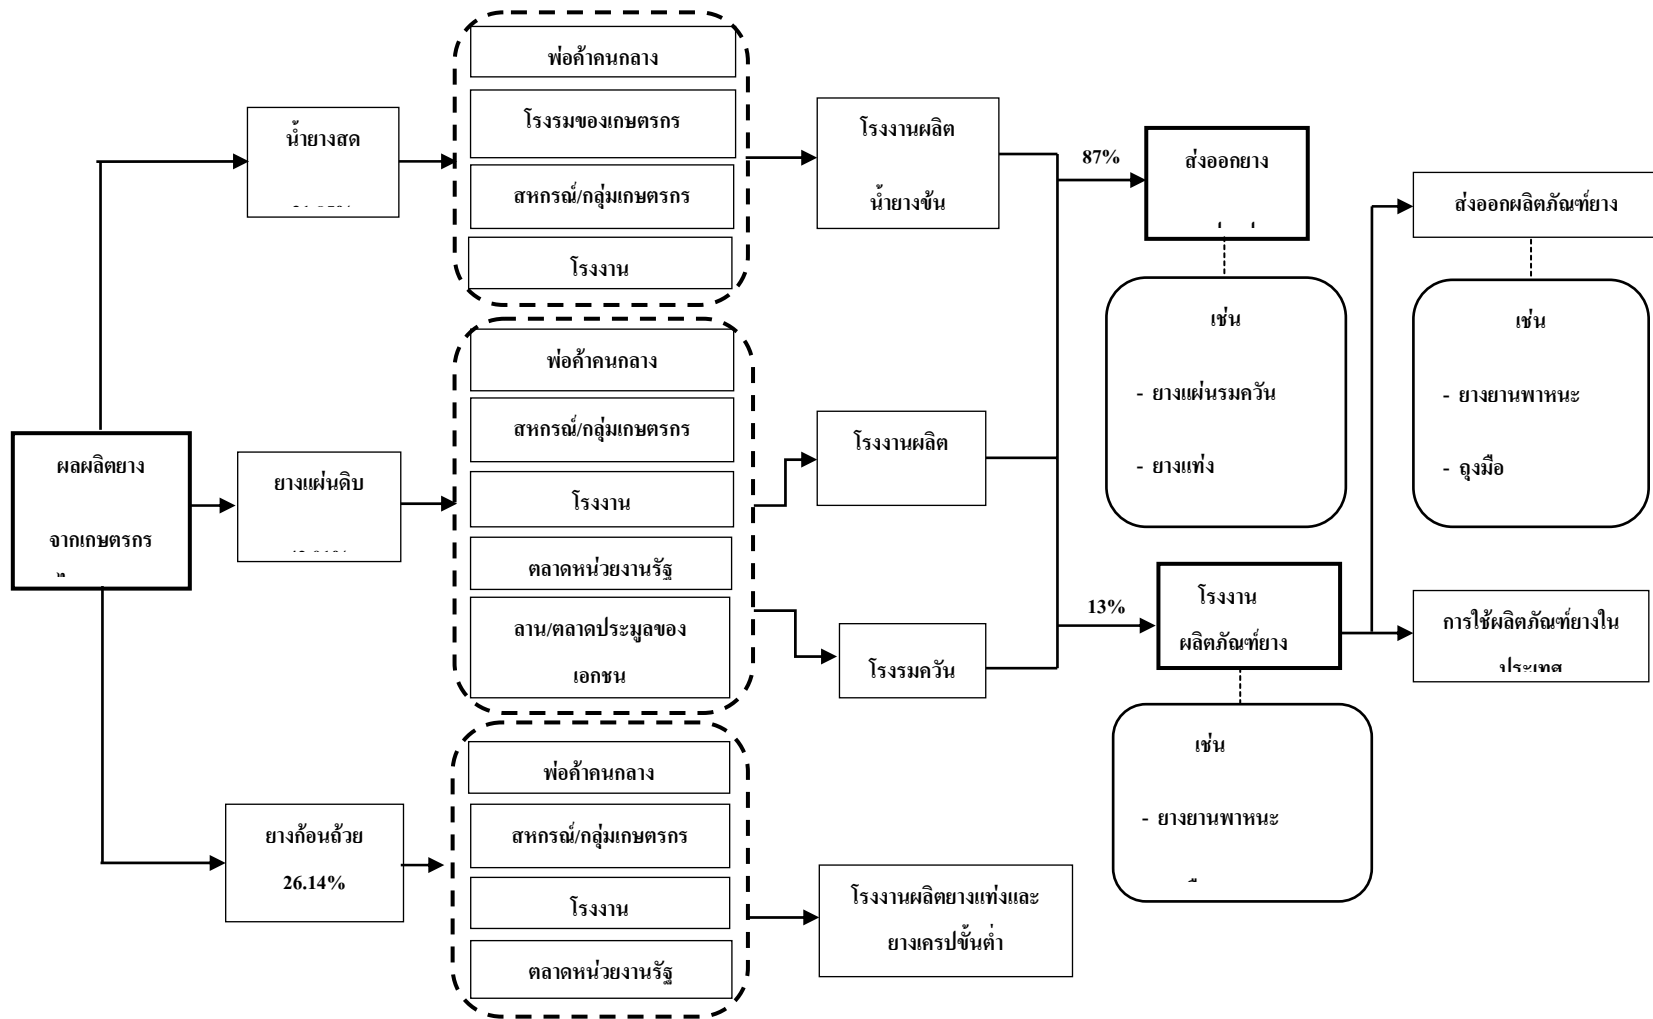 ผลผลิตยาง
จากเกษตรกร
น้ำยางสด
ยางแผ่นดิบ
ยางก้อนถ้วย
26.14%
พ่อค้าคนกลาง
โรงรมของเกษตรกร
สหกรณ์/กลุ่มเกษตรกร
โรงงาน
พ่อค้าคนกลาง
สหกรณ์/กลุ่มเกษตรกร
โรงงาน
ตลาดหน่วยงานรัฐ
ลาน/ตลาดประมูลของ
เอกชน
พ่อค้าคนกลาง
สหกรณ์/กลุ่มเกษตรกร
โรงงาน
ตลาดหน่วยงานรัฐ
โรงงานผลิต
น้ำยางข้น
โรงงานผลิต
โรงรมควัน
โรงงานผลิตยางแท่งและ
ยางเครปขั้นต่ำ
87%
ส่งออกยาง
เช่น
- ยางแผ่นรมควัน
- ยางแท่ง
13%
โรงงาน
ผลิตภัณฑ์ยาง
เช่น
- ยางยานพาหนะ
ส่งออกผลิตภัณฑ์ยาง
เช่น
- ยางยานพาหนะ
- ถุงมือ
การใช้ผลิตภัณฑ์ยางใน
ประเทศ